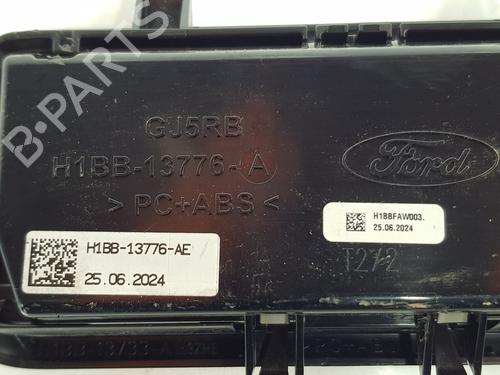 B-PARTS
GJ5RB
H1BB-13776-A
> PC+ABS <
Ford
H1BBFAW003.
25.06.2024
H1BB-13776-AE
25.06.2024
T2/2